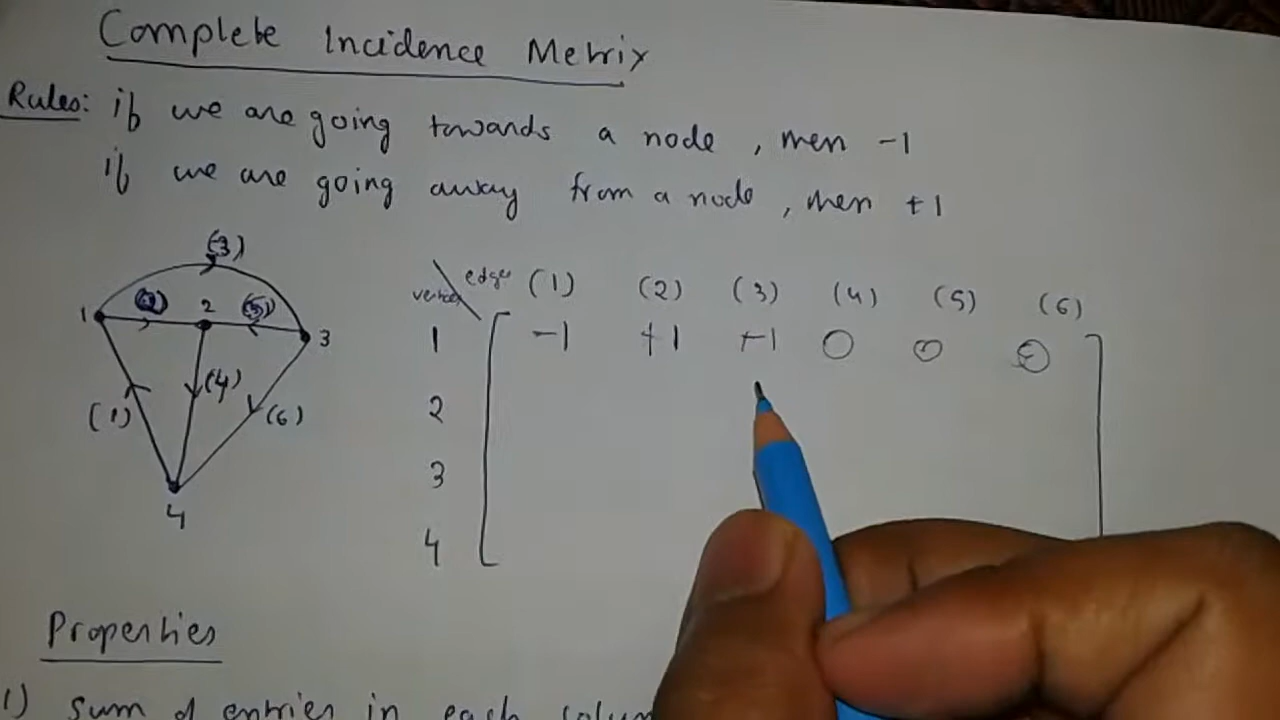 Complete Incidence Metrix
Rules: if we are going towards a node, then -1
if we are going away from a node, then +1
(3)
1 (2) 2 (5) 3
(1) (4) (6)
4
vertex edges (1) (2) (3) (4) (5) (6)
1 -1 +1 +1 0 0 0
2
3
4
Properties
1) sum of entries in each colum